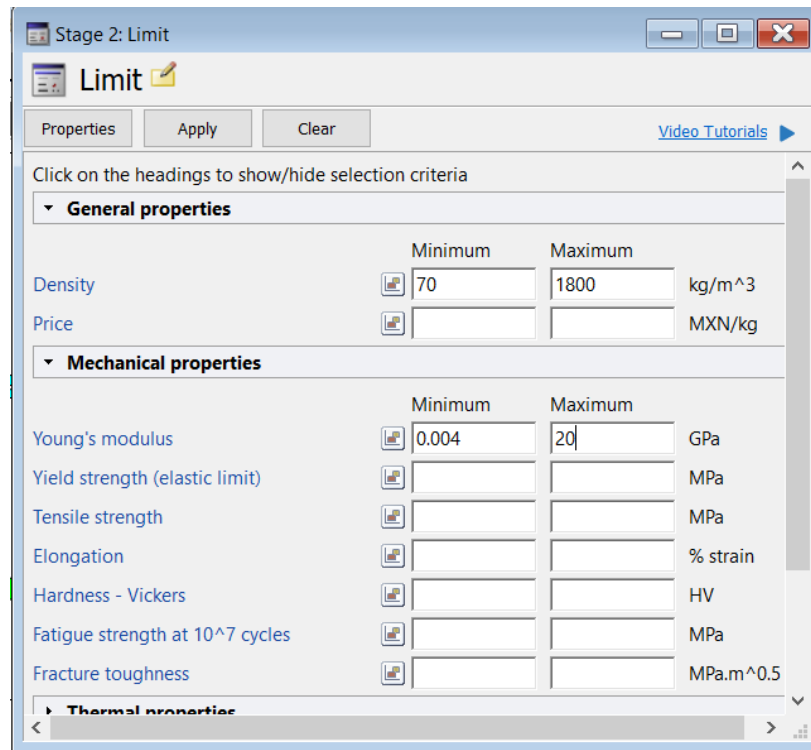 Stage 2: Limit
Limit
Properties Apply Clear Video Tutorials
Click on the headings to show/hide selection criteria
General properties
Minimum Maximum
Density 70 1800 kg/m^3
Price MXN/kg
Mechanical properties
Minimum Maximum
Young's modulus 0.004 20 GPa
Yield strength (elastic limit) MPa
Tensile strength MPa
Elongation % strain
Hardness - Vickers HV
Fatigue strength at 10^7 cycles MPa
Fracture toughness MPa.m^0.5
Thermal properties